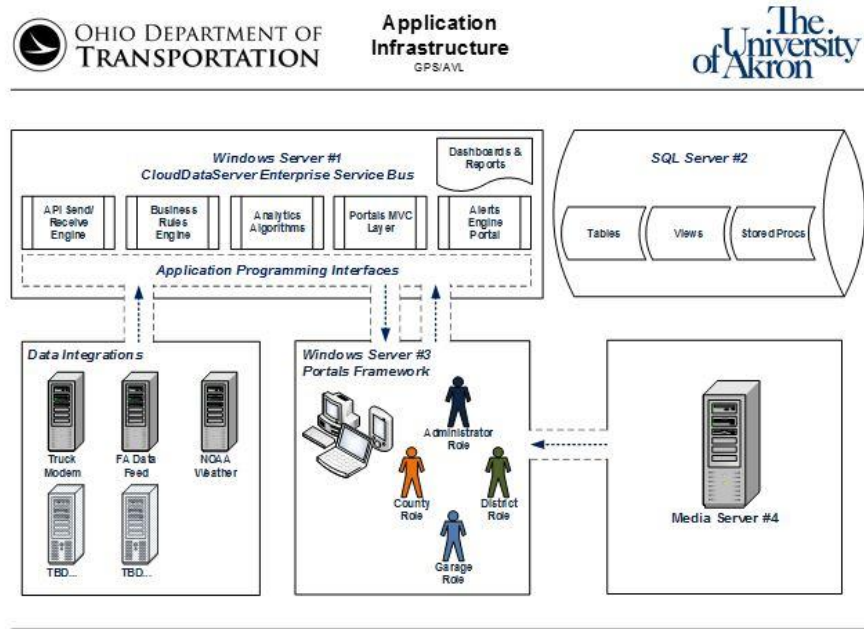 OHIO DEPARTMENT OF
TRANSPORTATION
Application
Infrastructure
GPS/AVL
The
University
of Akron
Windows Server #1
CloudDataServer Enterprise Service Bus
Dashboards &
Reports
API Send/
Receive
Engine
Business
Rules
Engine
Analytics
Algorithms
Portals MVC
Layer
Alerts
Engine
Portal
Application Programming Interfaces
SQL Server #2
Tables
Views
Stored Procs
Data Integrations
Truck
Modem
FA Data
Feed
NOAA
Weather
TBD...
TBD...
Windows Server #3
Portals Framework
Administrator
Role
County
Role
District
Role
Garage
Role
Media Server #4